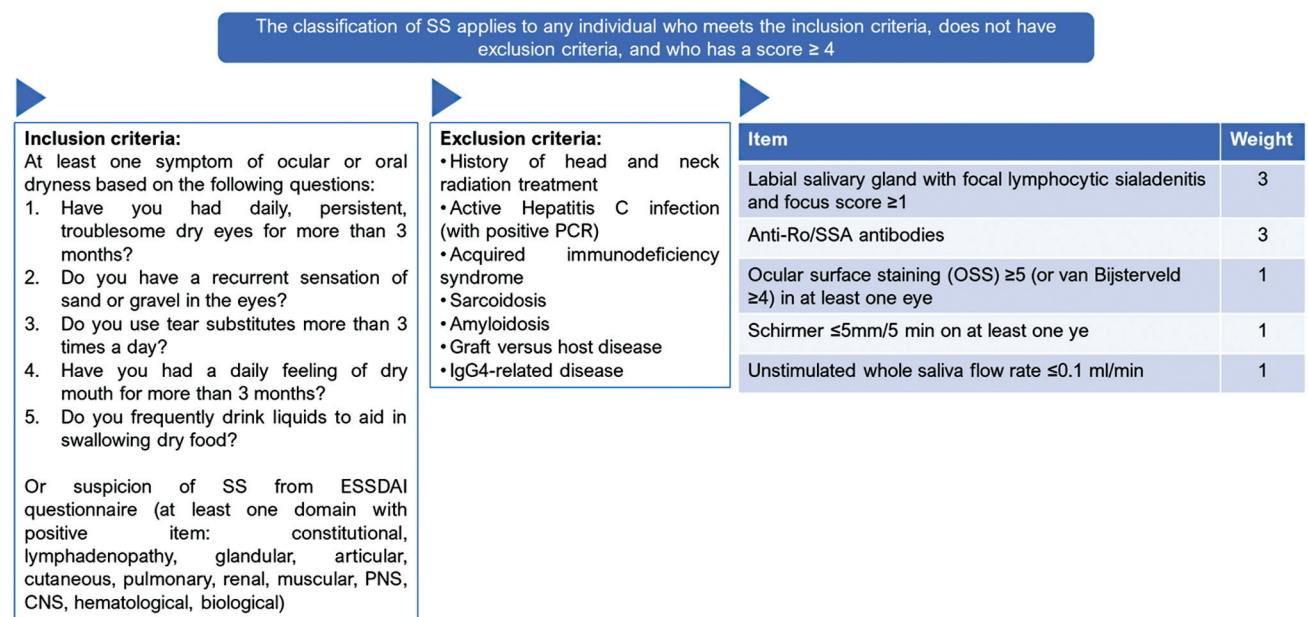 The classification of SS applies to any individual who meets the inclusion criteria, does not have
exclusion criteria, and who has a score ≥ 4
Inclusion criteria:
At least one symptom of ocular or oral
dryness based on the following questions:
1. Have you had daily, persistent,
troublesome dry eyes for more than 3
months?
2. Do you have a recurrent sensation of
sand or gravel in the eyes?
3. Do you use tear substitutes more than 3
times a day?
4. Have you had a daily feeling of dry
mouth for more than 3 months?
5. Do you frequently drink liquids to aid in
swallowing dry food?
Or suspicion of SS from ESSDAI
questionnaire (at least one domain with
positive item: constitutional,
lymphadenopathy, glandular, articular,
cutaneous, pulmonary, renal, muscular, PNS,
CNS, hematological, biological)
Exclusion criteria:
• History of head and neck
radiation treatment
• Active Hepatitis C infection
(with positive PCR)
• Acquired immunodeficiency
syndrome
• Sarcoidosis
• Amyloidosis
• Graft versus host disease
• IgG4-related disease
Item Weight
Labial salivary gland with focal lymphocytic sialadenitis 3
and focus score ≥1
Anti-Ro/SSA antibodies 3
Ocular surface staining (OSS) ≥5 (or van Bijsterveld 1
≥4) in at least one eye
Schirmer ≤5mm/5 min on at least one ye 1
Unstimulated whole saliva flow rate ≤0.1 ml/min 1